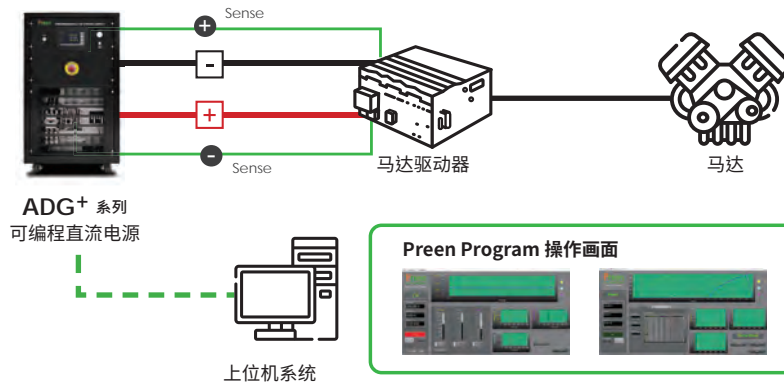 Sense
+
-
+
-
Sense
马达驱动器
马达
ADG+ 系列
可编程直流电源
Preen Program 操作画面
上位机系统